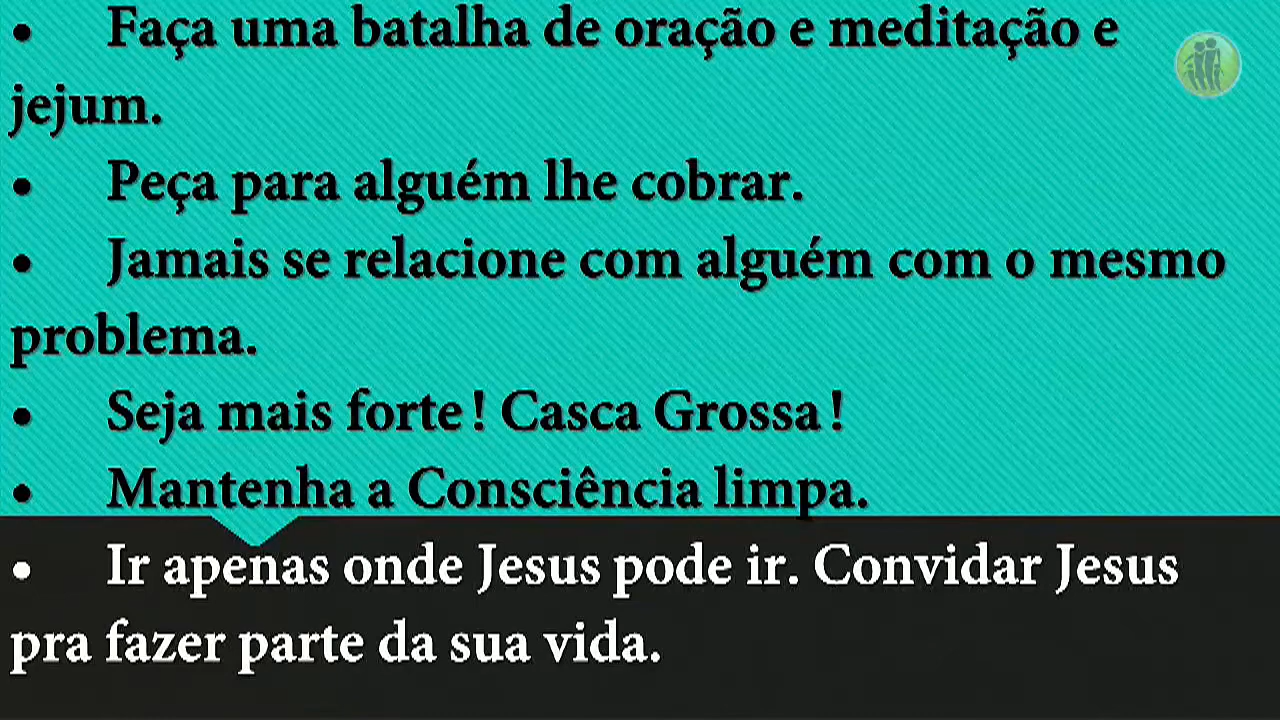 • Faça uma batalha de oração e meditação e
jejum.
• Peça para alguém lhe cobrar.
• Jamais se relacione com alguém com o mesmo
problema.
• Seja mais forte! Casca Grossa!
• Mantenha a Consciência limpa.
• Ir apenas onde Jesus pode ir. Convidar Jesus
pra fazer parte da sua vida.